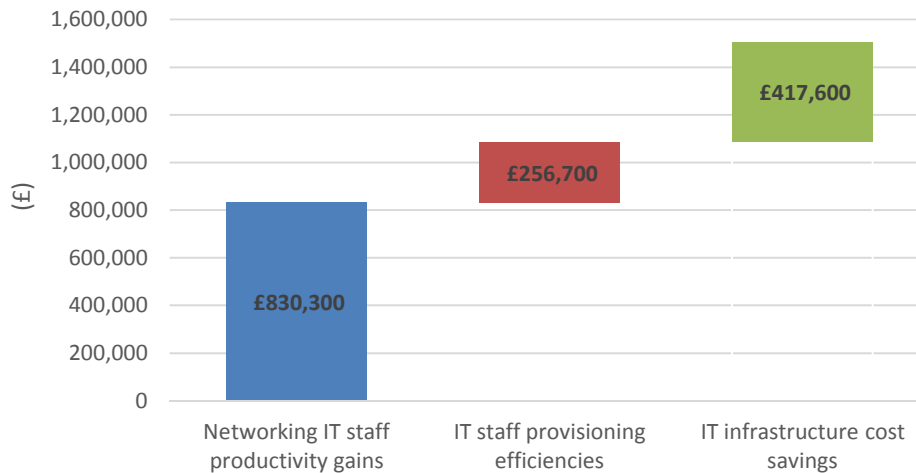 1,600,000
1,400,000
1,200,000
1,000,000
800,000
600,000
400,000
200,000
0
(£)
£830,300
£256,700
£417,600
Networking IT staff
productivity gains
IT staff provisioning
efficiencies
IT infrastructure cost
savings